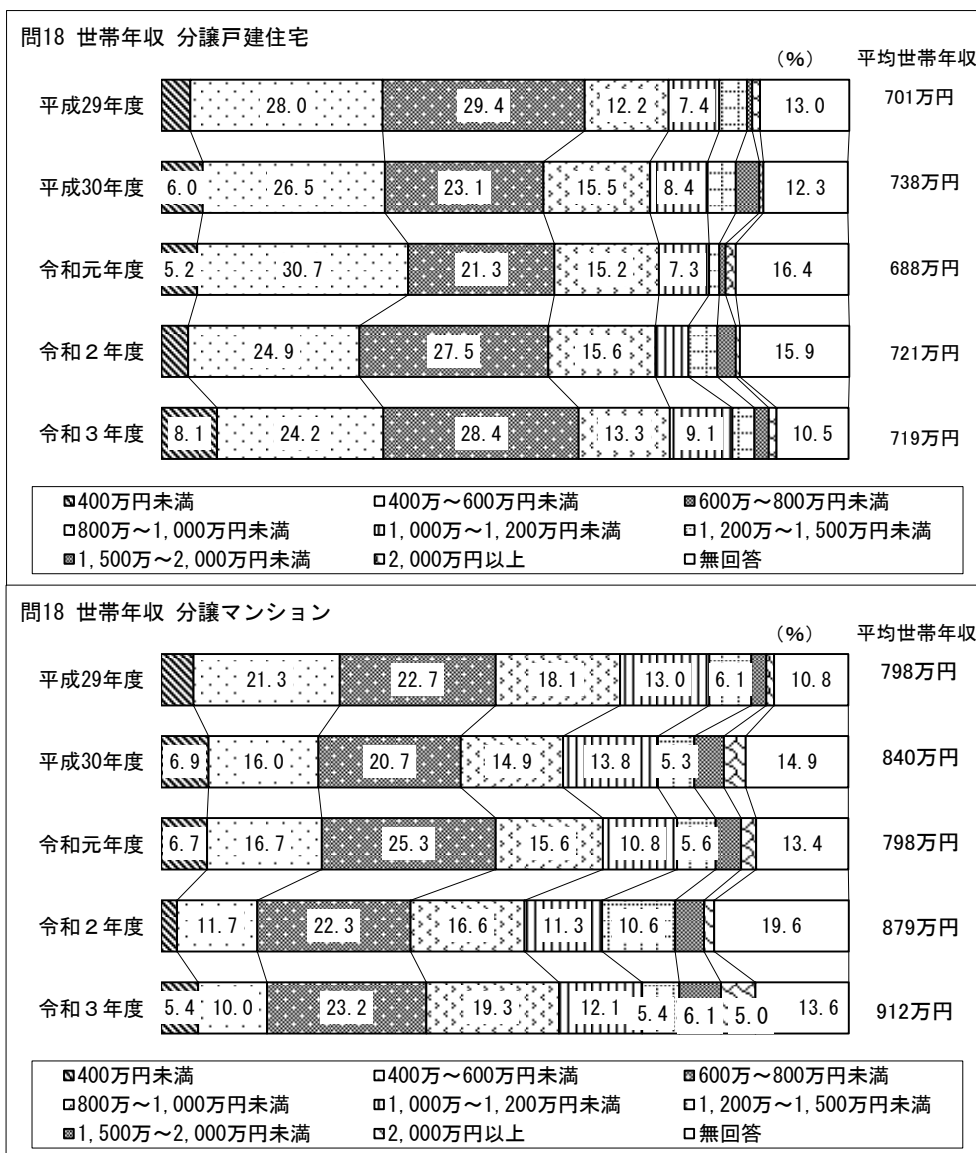 問18 世帯年収 分譲戸建住宅
(%) 平均世帯年収
平成29年度 28.0 29.4 12.2 7.4 13.0 701万円
平成30年度 6.0 26.5 23.1 15.5 8.4 12.3 738万円
令和元年度 5.2 30.7 21.3 15.2 7.3 16.4 688万円
令和2年度 24.9 27.5 15.6 15.9 721万円
令和3年度 8.1 24.2 28.4 13.3 9.1 10.5 719万円
400万円未満 400万～600万円未満 600万～800万円未満
800万～1,000万円未満 1,000万～1,200万円未満 1,200万～1,500万円未満
1,500万～2,000万円未満 2,000万円以上 無回答
問18 世帯年収 分譲マンション
(%) 平均世帯年収
平成29年度 21.3 22.7 18.1 13.0 6.1 10.8 798万円
平成30年度 6.9 16.0 20.7 14.9 13.8 5.3 14.9 840万円
令和元年度 6.7 16.7 25.3 15.6 10.8 5.6 13.4 798万円
令和2年度 11.7 22.3 16.6 11.3 10.6 19.6 879万円
令和3年度 5.4 10.0 23.2 19.3 12.1 5.4 6.1 5.0 13.6 912万円
400万円未満 400万～600万円未満 600万～800万円未満
800万～1,000万円未満 1,000万～1,200万円未満 1,200万～1,500万円未満
1,500万～2,000万円未満 2,000万円以上 無回答